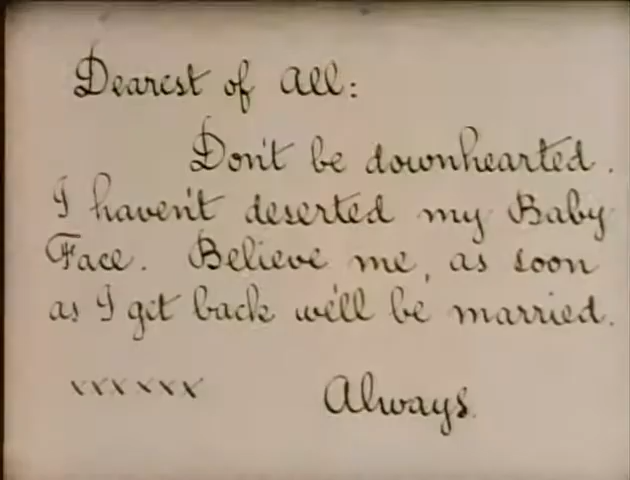 Dearest of all:
Don't be downhearted.
I haven't deserted my Baby
Face. Believe me, as soon
as I get back we'll be married.
xxxxxx Always.